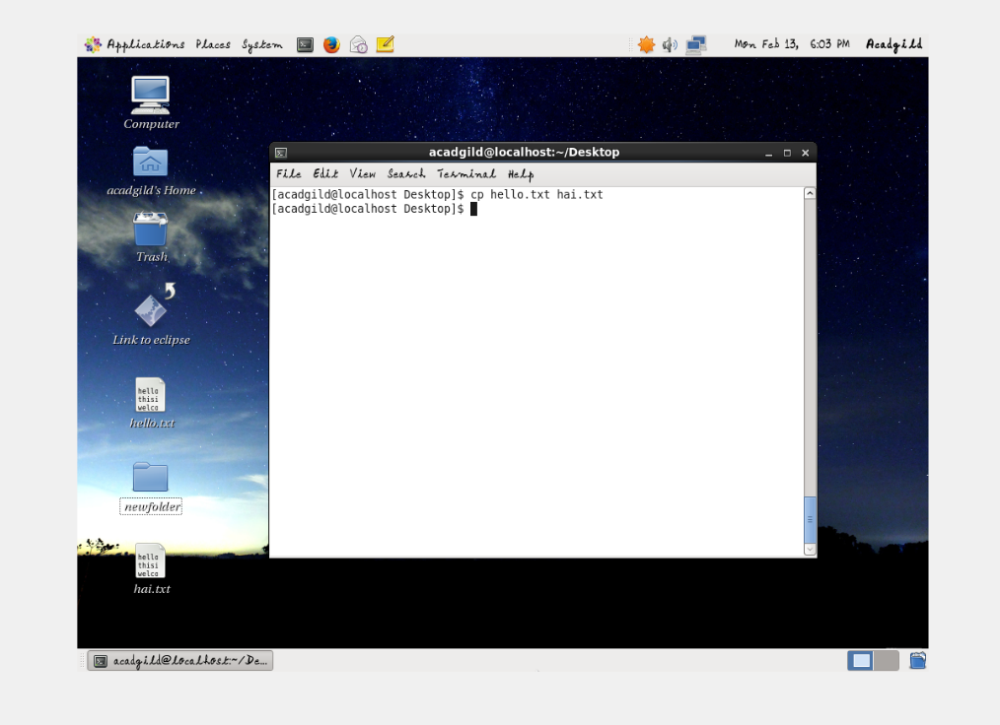 Applications Places System Mon Feb 13, 6:03 PM Acadgild
Computer
acadgild's Home
Trash
Link to eclipse
hello
thisi
welco
hello.txt
newfolder
hello
thisi
welco
hai.txt
acadgild@localhost:~/Desktop
File Edit View Search Terminal Help
[acadgild@localhost Desktop]$ cp hello.txt hai.txt
[acadgild@localhost Desktop]$
acadgild@localhost:~/De...